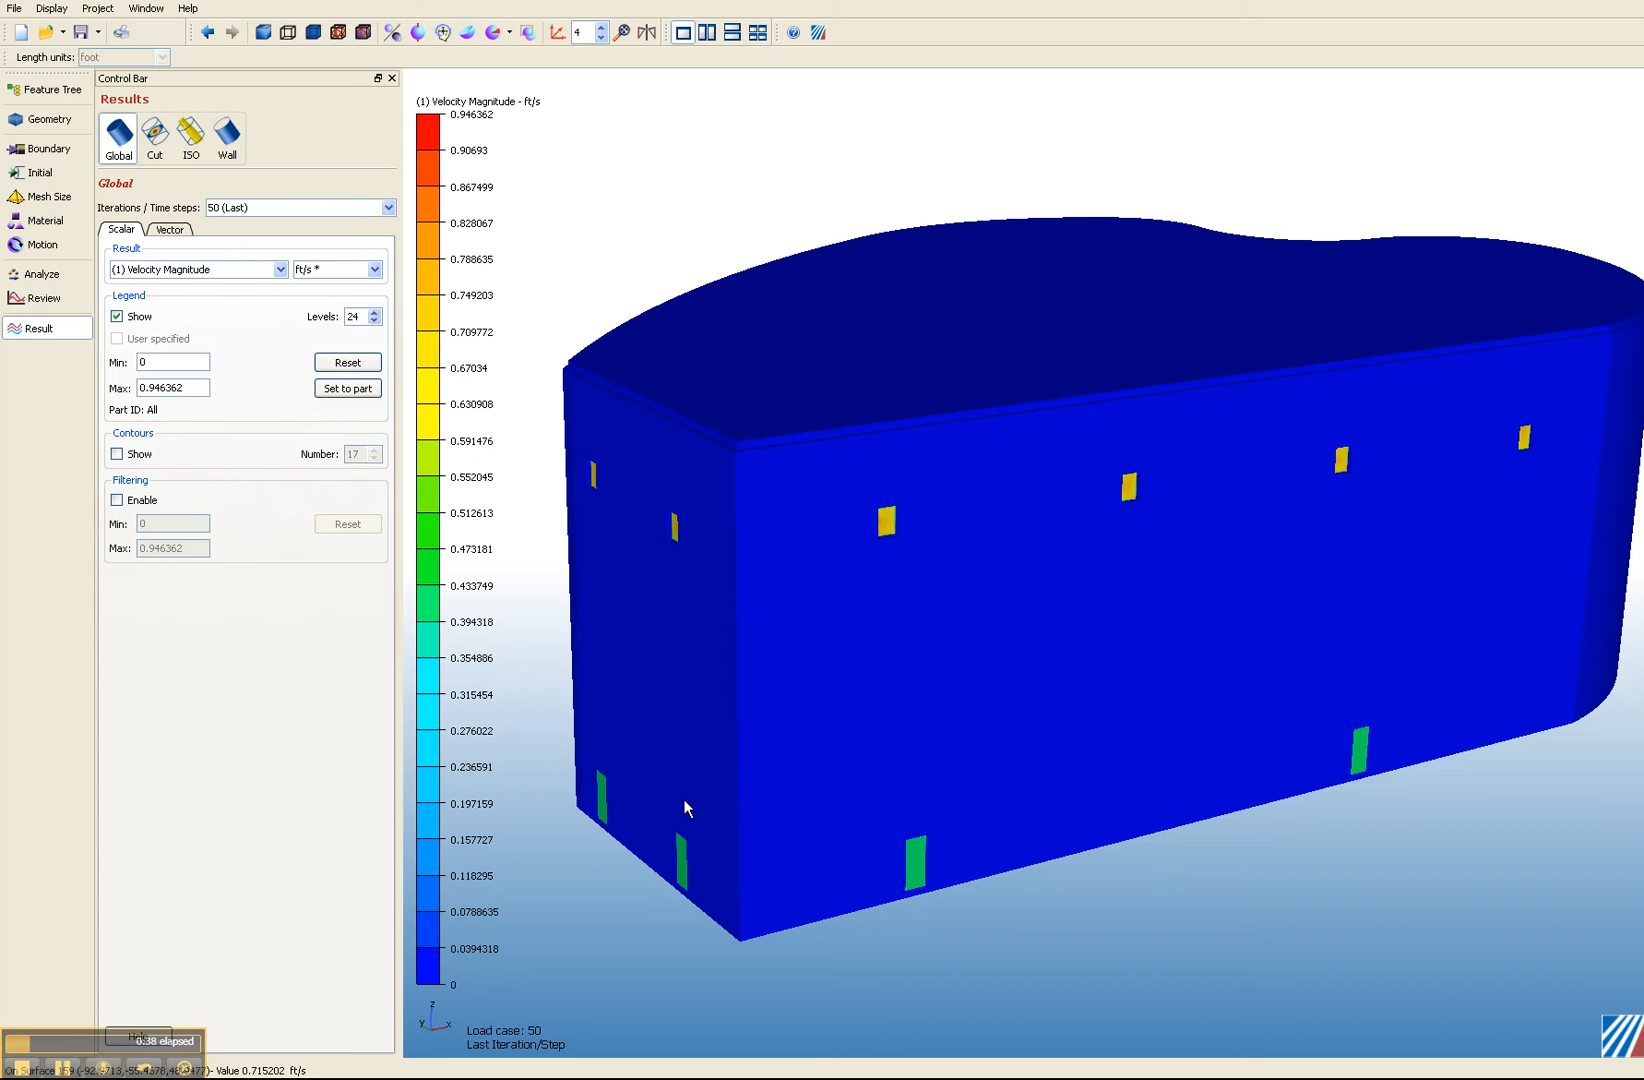 File Display Project Window Help
4
Length units: foot
Control Bar
Feature Tree
Geometry
Boundary
Initial
Mesh Size
Material
Motion
Analyze
Review
Result
Results
Global Cut ISO Wall
Global
Iterations / Time steps: 50 (Last)
Scalar Vector
Result
(1) Velocity Magnitude ft/s *
Legend
Show Levels: 24
User specified
Min: 0 Reset
Max: 0.946362 Set to part
Part ID: All
Contours
Show Number: 17
Filtering
Enable
Min: 0 Reset
Max: 0.946362
Help
0:38 elapsed
(1) Velocity Magnitude - ft/s
0.946362
0.90693
0.867499
0.828067
0.788635
0.749203
0.709772
0.67034
0.630908
0.591476
0.552045
0.512613
0.473181
0.433749
0.394318
0.354886
0.315454
0.276022
0.236591
0.197159
0.157727
0.118295
0.0788635
0.0394318
0
z
y x
Load case: 50
Last Iteration/Step
On Surface 159 - Value 0.715202 ft/s